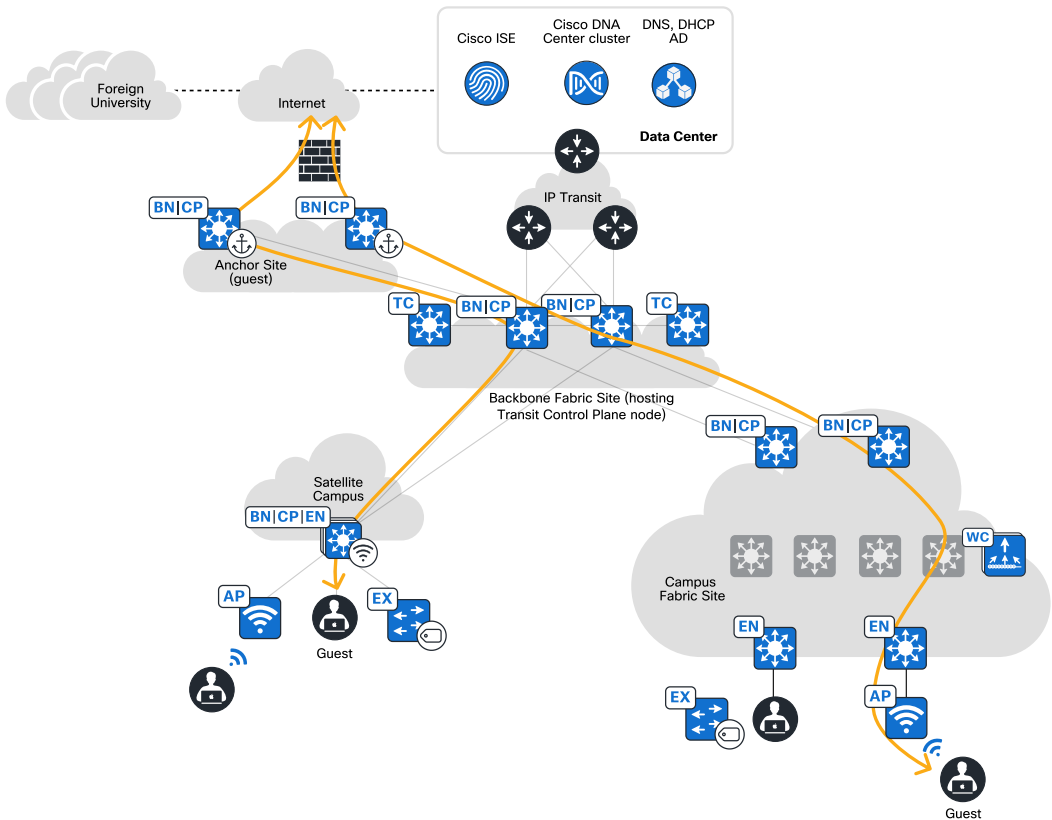 Cisco ISE
Cisco DNA
Center cluster
DNS, DHCP
AD
Foreign
University
Internet
Data Center
IP Transit
BN|CP
BN|CP
Anchor Site
(guest)
TC
BN|CP
BN|CP
TC
Backbone Fabric Site (hosting
Transit Control Plane node)
BN|CP
BN|CP
Satellite
Campus
BN|CP|EN
WC
Campus
Fabric Site
AP
EX
Guest
EN
EN
EX
AP
Guest